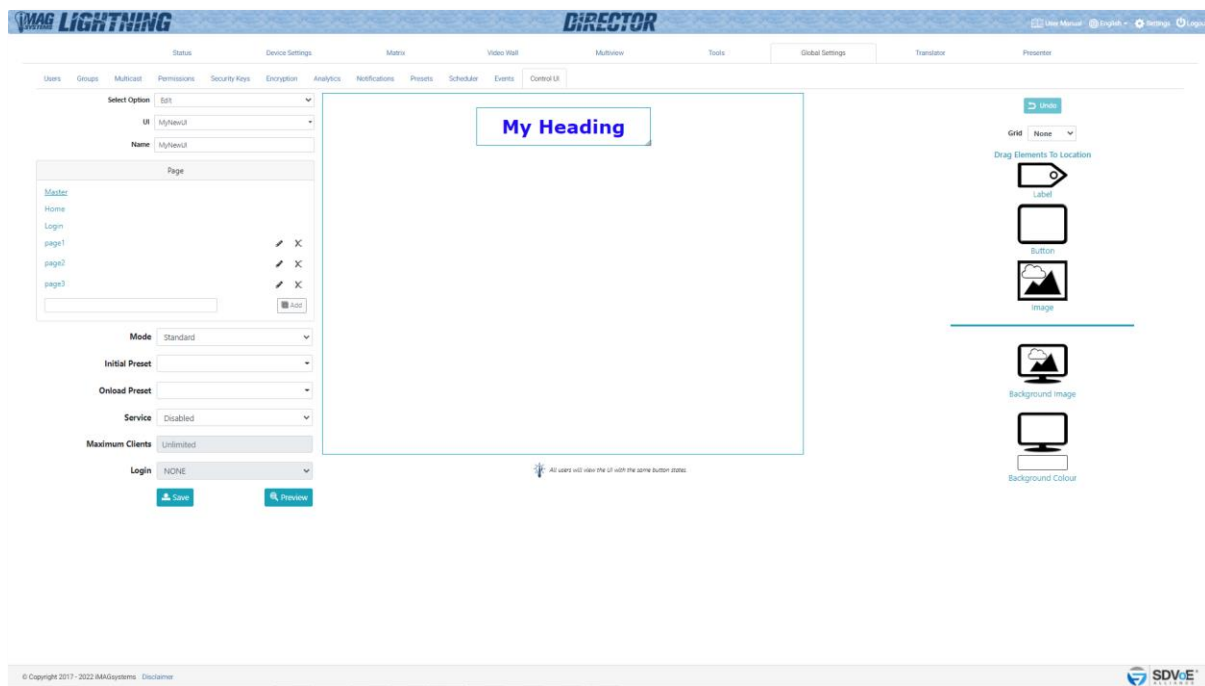 iMAG SYSTEMS LIGHTNING
DIRECTOR
User Manual English Settings Logout
Status Device Settings Matrix Video Wall Multiview Tools Global Settings Translator Presenter
Users Groups Multicast Permissions Security Keys Encryption Analytics Notifications Presets Scheduler Events Control UI
Select Option Edit
UI MyNewUI
Name MyNewUI
Page
Master
Home
Login
page1
page2
page3
Add
Mode Standard
Initial Preset
Onload Preset
Service Disabled
Maximum Clients Unlimited
Login NONE
Save Preview
My Heading
All users will view the UI with the same button states.
Undo
Grid None
Drag Elements To Location
Label
Button
Image
Background Image
Background Colour
© Copyright 2017 - 2022 iMAGsystems Disclaimer
SDVoE
ALLIANCE